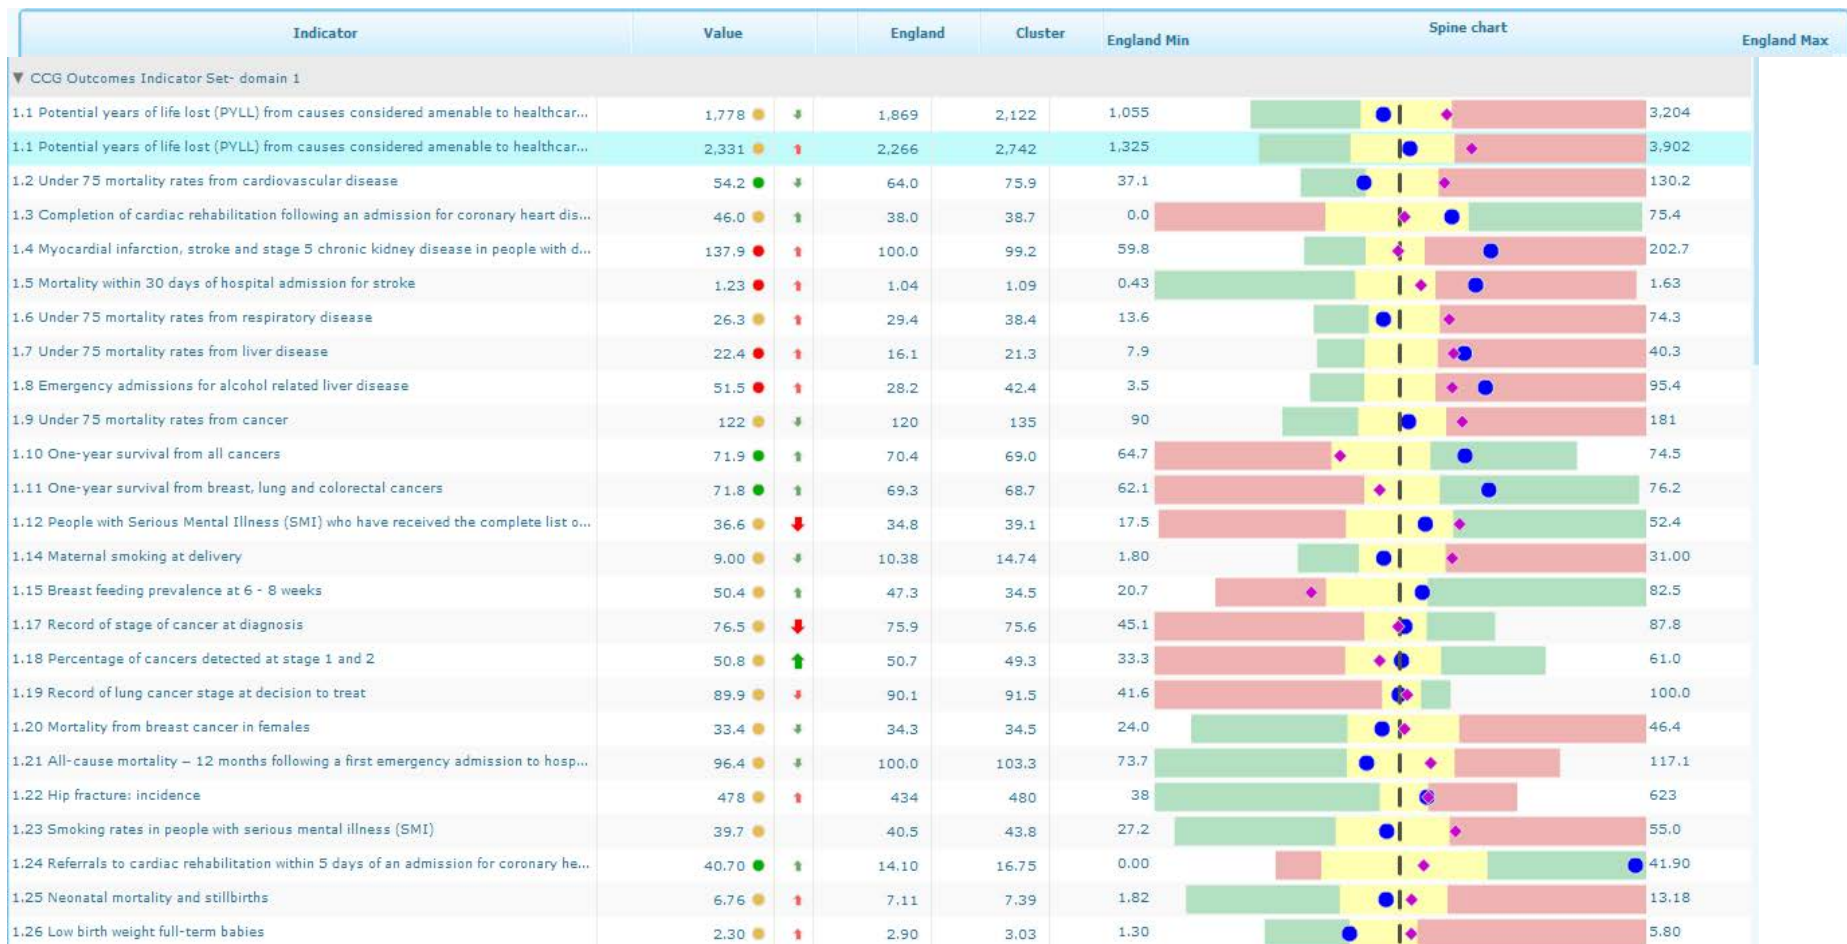 Indicator Value England Cluster England Min Spine chart England Max
▼ CCG Outcomes Indicator Set- domain 1
1.1 Potential years of life lost (PYLL) from causes considered amenable to healthcar... 1,778 1,869 2,122 1,055 3,204
1.1 Potential years of life lost (PYLL) from causes considered amenable to healthcar... 2,331 2,266 2,742 1,325 3,902
1.2 Under 75 mortality rates from cardiovascular disease 54.2 64.0 75.9 37.1 130.2
1.3 Completion of cardiac rehabilitation following an admission for coronary heart dis... 46.0 38.0 38.7 0.0 75.4
1.4 Myocardial infarction, stroke and stage 5 chronic kidney disease in people with d... 137.9 100.0 99.2 59.8 202.7
1.5 Mortality within 30 days of hospital admission for stroke 1.23 1.04 1.09 0.43 1.63
1.6 Under 75 mortality rates from respiratory disease 26.3 29.4 38.4 13.6 74.3
1.7 Under 75 mortality rates from liver disease 22.4 16.1 21.3 7.9 40.3
1.8 Emergency admissions for alcohol related liver disease 51.5 28.2 42.4 3.5 95.4
1.9 Under 75 mortality rates from cancer 122 120 135 90 181
1.10 One-year survival from all cancers 71.9 70.4 69.0 64.7 74.5
1.11 One-year survival from breast, lung and colorectal cancers 71.8 69.3 68.7 62.1 76.2
1.12 People with Serious Mental Illness (SMI) who have received the complete list o... 36.6 34.8 39.1 17.5 52.4
1.14 Maternal smoking at delivery 9.00 10.38 14.74 1.80 31.00
1.15 Breast feeding prevalence at 6 - 8 weeks 50.4 47.3 34.5 20.7 82.5
1.17 Record of stage of cancer at diagnosis 76.5 75.9 75.6 45.1 87.8
1.18 Percentage of cancers detected at stage 1 and 2 50.8 50.7 49.3 33.3 61.0
1.19 Record of lung cancer stage at decision to treat 89.9 90.1 91.5 41.6 100.0
1.20 Mortality from breast cancer in females 33.4 34.3 34.5 24.0 46.4
1.21 All-cause mortality – 12 months following a first emergency admission to hosp... 96.4 100.0 103.3 73.7 117.1
1.22 Hip fracture: incidence 478 434 480 38 623
1.23 Smoking rates in people with serious mental illness (SMI) 39.7 40.5 43.8 27.2 55.0
1.24 Referrals to cardiac rehabilitation within 5 days of an admission for coronary he... 40.70 14.10 16.75 0.00 41.90
1.25 Neonatal mortality and stillbirths 6.76 7.11 7.39 1.82 13.18
1.26 Low birth weight full-term babies 2.30 2.90 3.03 1.30 5.80